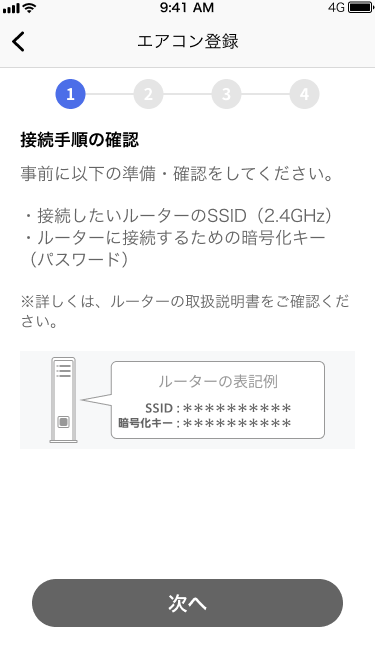 9:41 AM
4G
エアコン登録
1 2 3 4
接続手順の確認
事前に以下の準備・確認をしてください。
・接続したいルーターのSSID（2.4GHz）
・ルーターに接続するための暗号化キー
（パスワード）
※詳しくは、ルーターの取扱説明書をご確認くだ
さい。
ルーターの表記例
SSID : **********
暗号化キー : **********
次へ